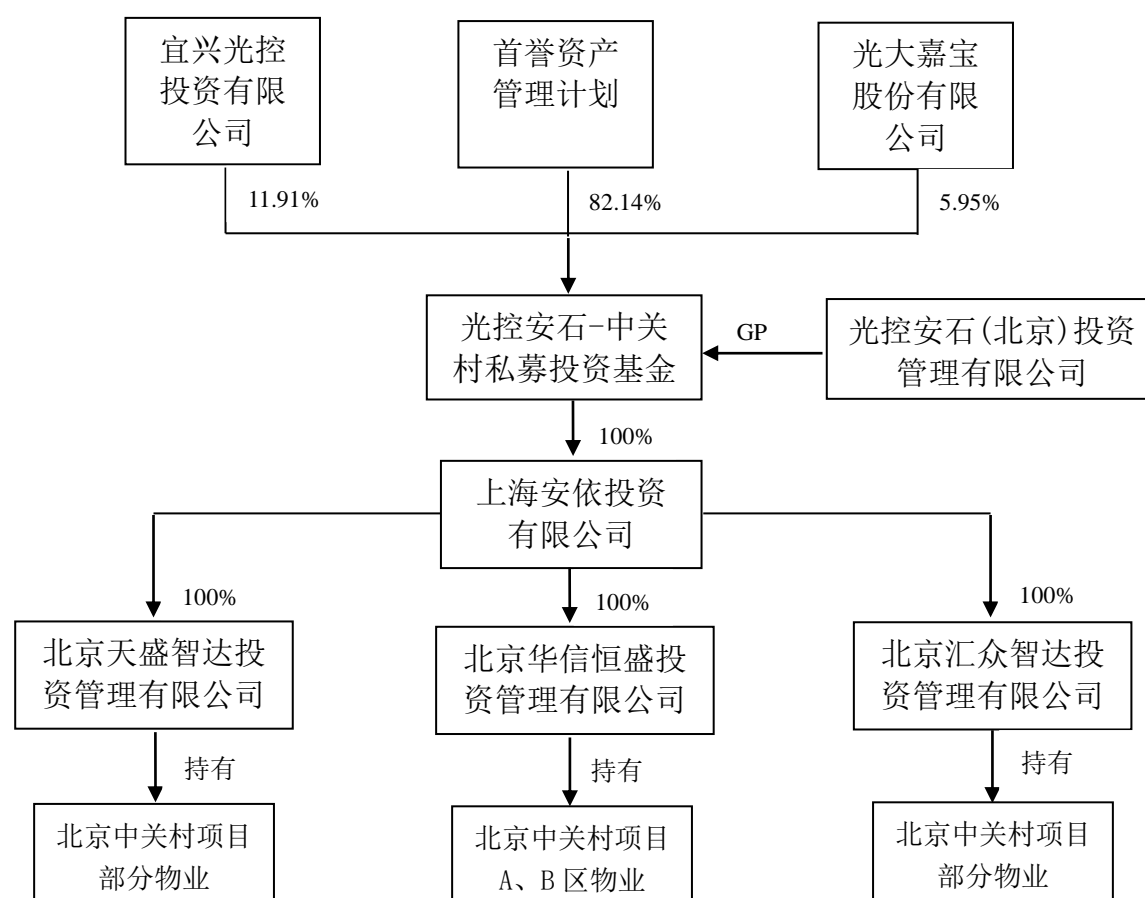 宜兴光控
投资有限
公司
首誉资产
管理计划
光大嘉宝
股份有限
公司
11.91%
82.14%
5.95%
光控安石-中关
村私募投资基金
GP
光控安石(北京)投资
管理有限公司
100%
上海安依投资
有限公司
100%
100%
100%
北京天盛智达投
资管理有限公司
北京华信恒盛投
资管理有限公司
北京汇众智达投
资管理有限公司
持有
持有
持有
北京中关村项目
部分物业
北京中关村项目
A、B 区物业
北京中关村项目
部分物业